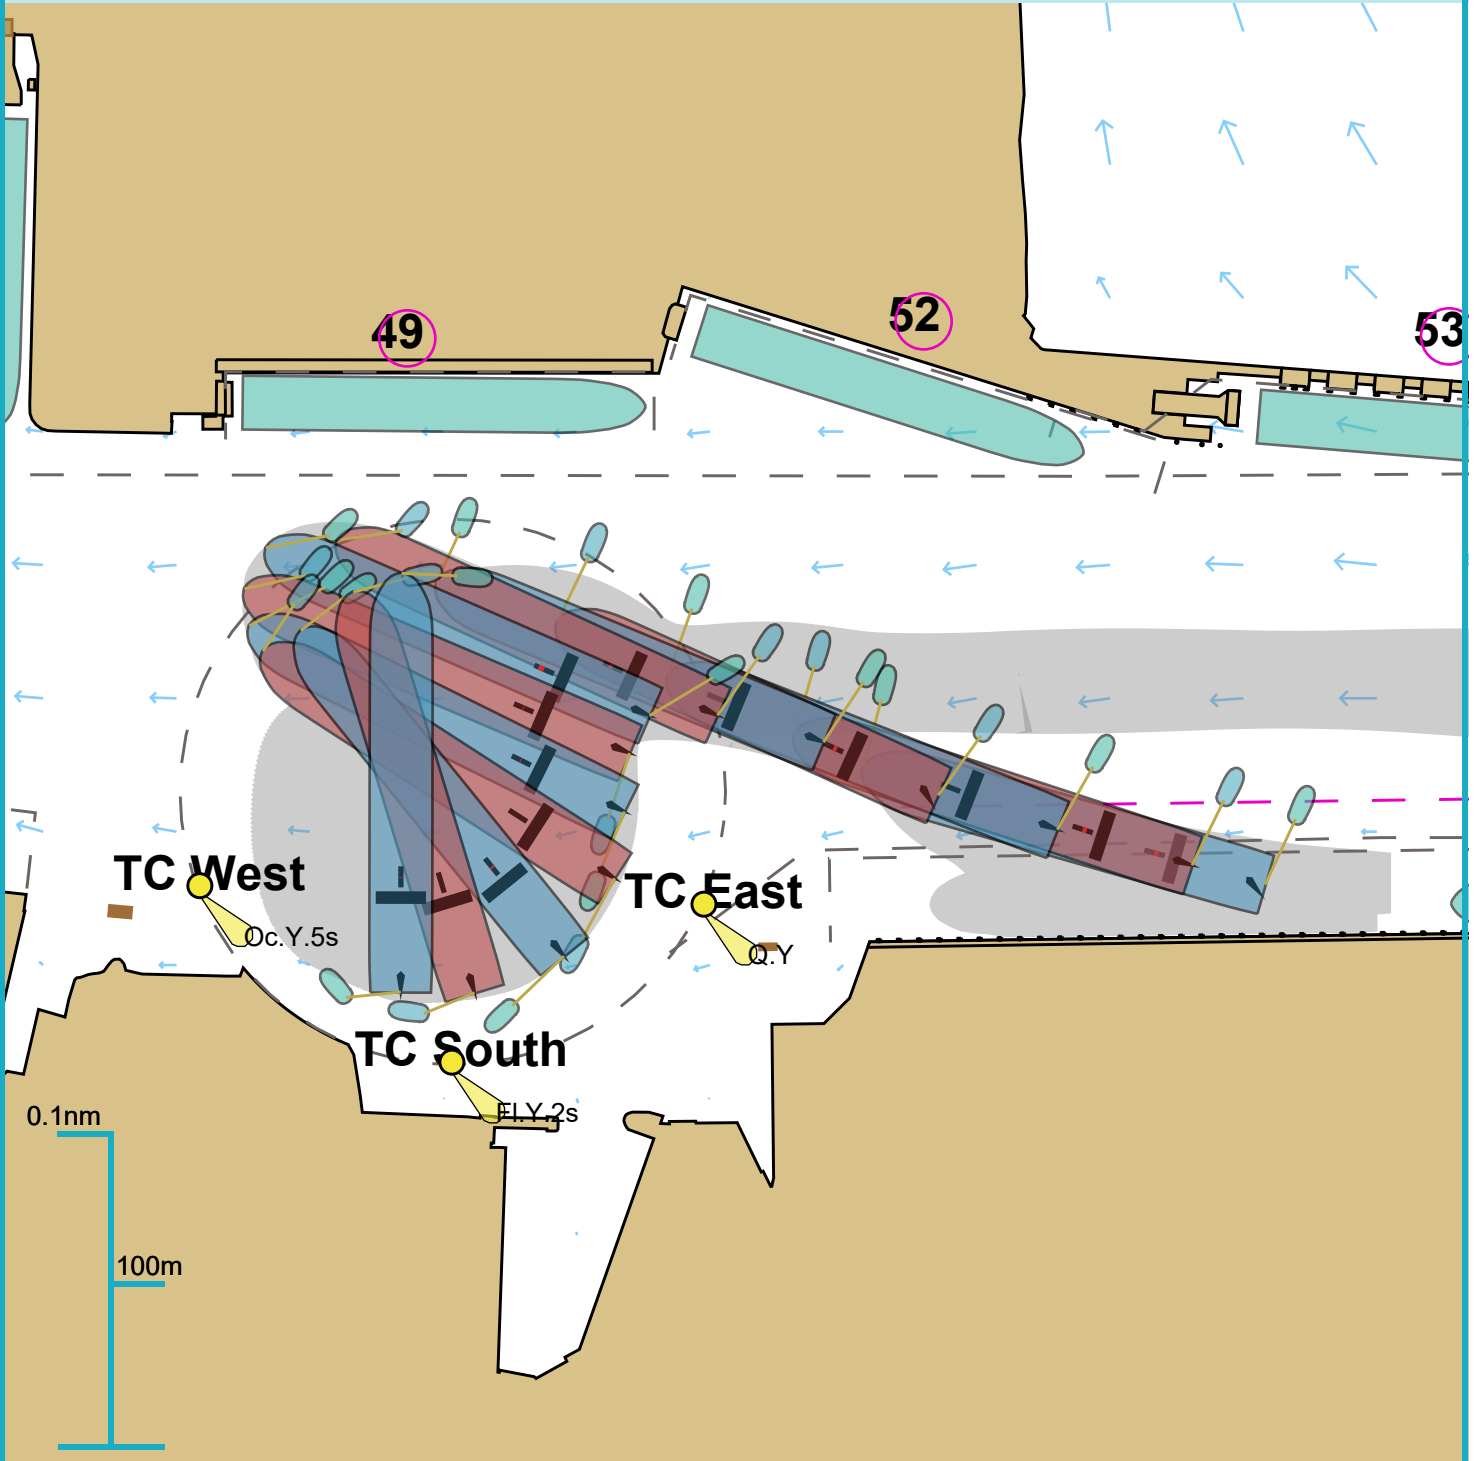 49
52
53
TC West
Oc.Y.5s
TC East
Q.Y
TC South
Fl.Y.2s
0.1nm
100m